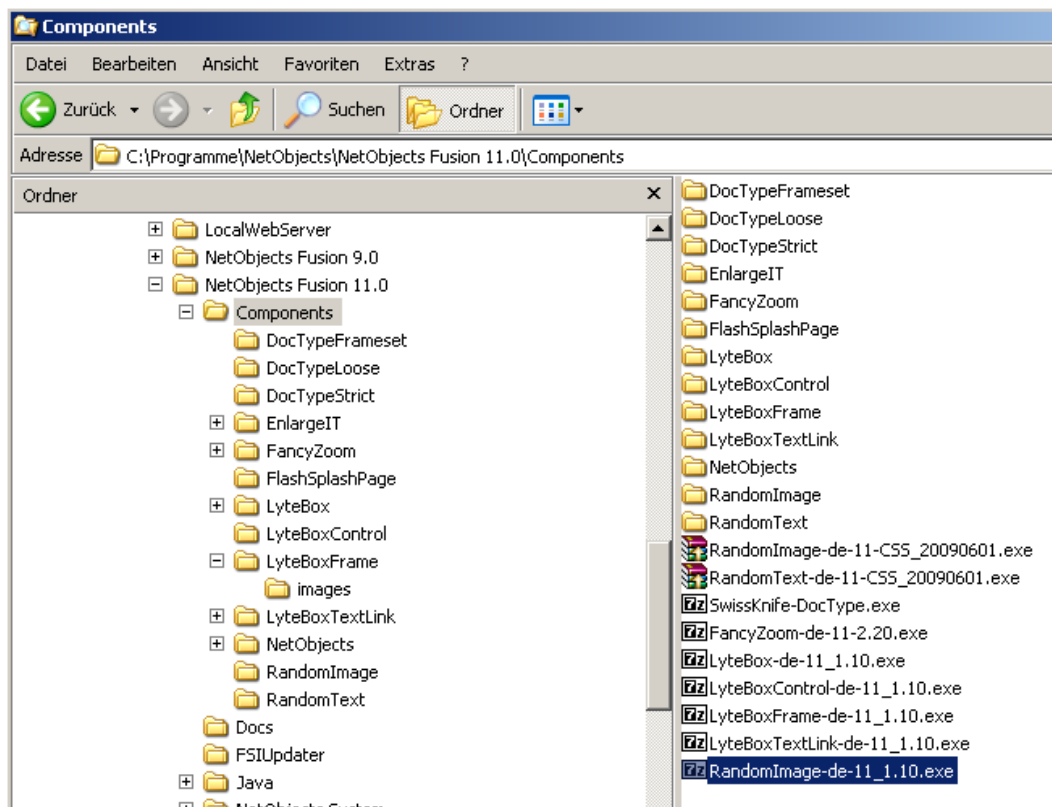 Components
Datei Bearbeiten Ansicht Favoriten Extras ?
Zurück Suchen Ordner
Adresse C:\Programme\NetObjects\NetObjects Fusion 11.0\Components
Ordner
LocalWebServer
NetObjects Fusion 9.0
NetObjects Fusion 11.0
Components
DocTypeFrameset
DocTypeLoose
DocTypeStrict
EnlargeIT
FancyZoom
FlashSplashPage
LyteBox
LyteBoxControl
LyteBoxFrame
images
LyteBoxTextLink
NetObjects
RandomImage
RandomText
Docs
FSIUpdater
Java
NetObjects System
DocTypeFrameset
DocTypeLoose
DocTypeStrict
EnlargeIT
FancyZoom
FlashSplashPage
LyteBox
LyteBoxControl
LyteBoxFrame
LyteBoxTextLink
NetObjects
RandomImage
RandomText
RandomImage-de-11-CSS_20090601.exe
RandomText-de-11-CSS_20090601.exe
SwissKnife-DocType.exe
FancyZoom-de-11-2.20.exe
LyteBox-de-11_1.10.exe
LyteBoxControl-de-11_1.10.exe
LyteBoxFrame-de-11_1.10.exe
LyteBoxTextLink-de-11_1.10.exe
RandomImage-de-11_1.10.exe